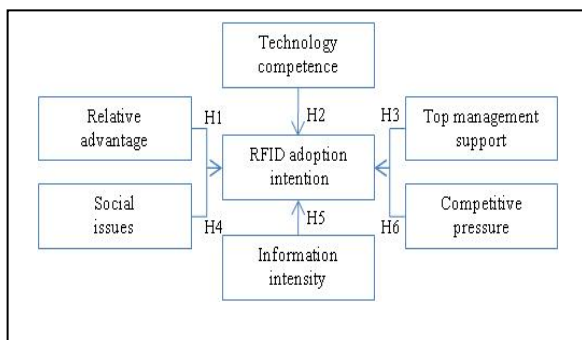 Technology
competence
H2
Relative
advantage
H1
RFID adoption
intention
H3
Top management
support
Social
issues
H4
H5
Information
intensity
H6
Competitive
pressure